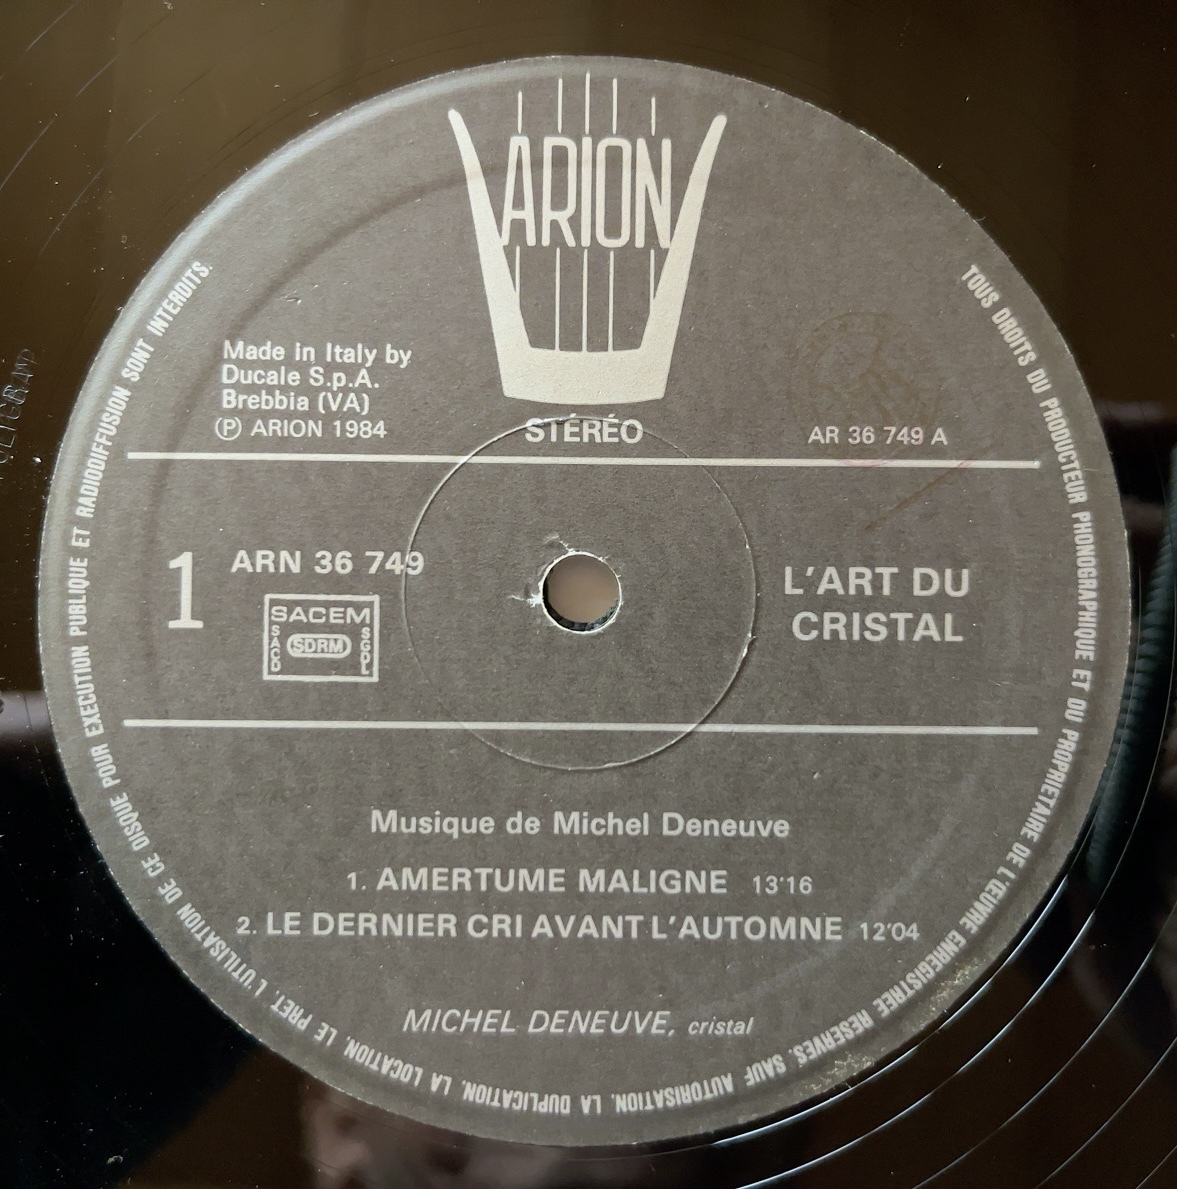 ARION
Made in Italy by
Ducale S.p.A.
Brebbia (VA)
℗ ARION 1984
STÉRÉO
AR 36 749 A
1
ARN 36 749
SACEM
SACD
SDRM
SGDL
L'ART DU
CRISTAL
Musique de Michel Deneuve
1. AMERTUME MALIGNE 13'16
2. LE DERNIER CRI AVANT L'AUTOMNE 12'04
MICHEL DENEUVE, cristal
TOUS DROITS DU PRODUCTEUR PHONOGRAPHIQUE ET DU PROPRIETAIRE DE L'ŒUVRE ENREGISTREE RESERVES. SAUF AUTORISATION, LA DUPLICATION, LA LOCATION, LE PRET, L'UTILISATION DE CE DISQUE POUR EXECUTION PUBLIQUE ET RADIODIFFUSION SONT INTERDITS.